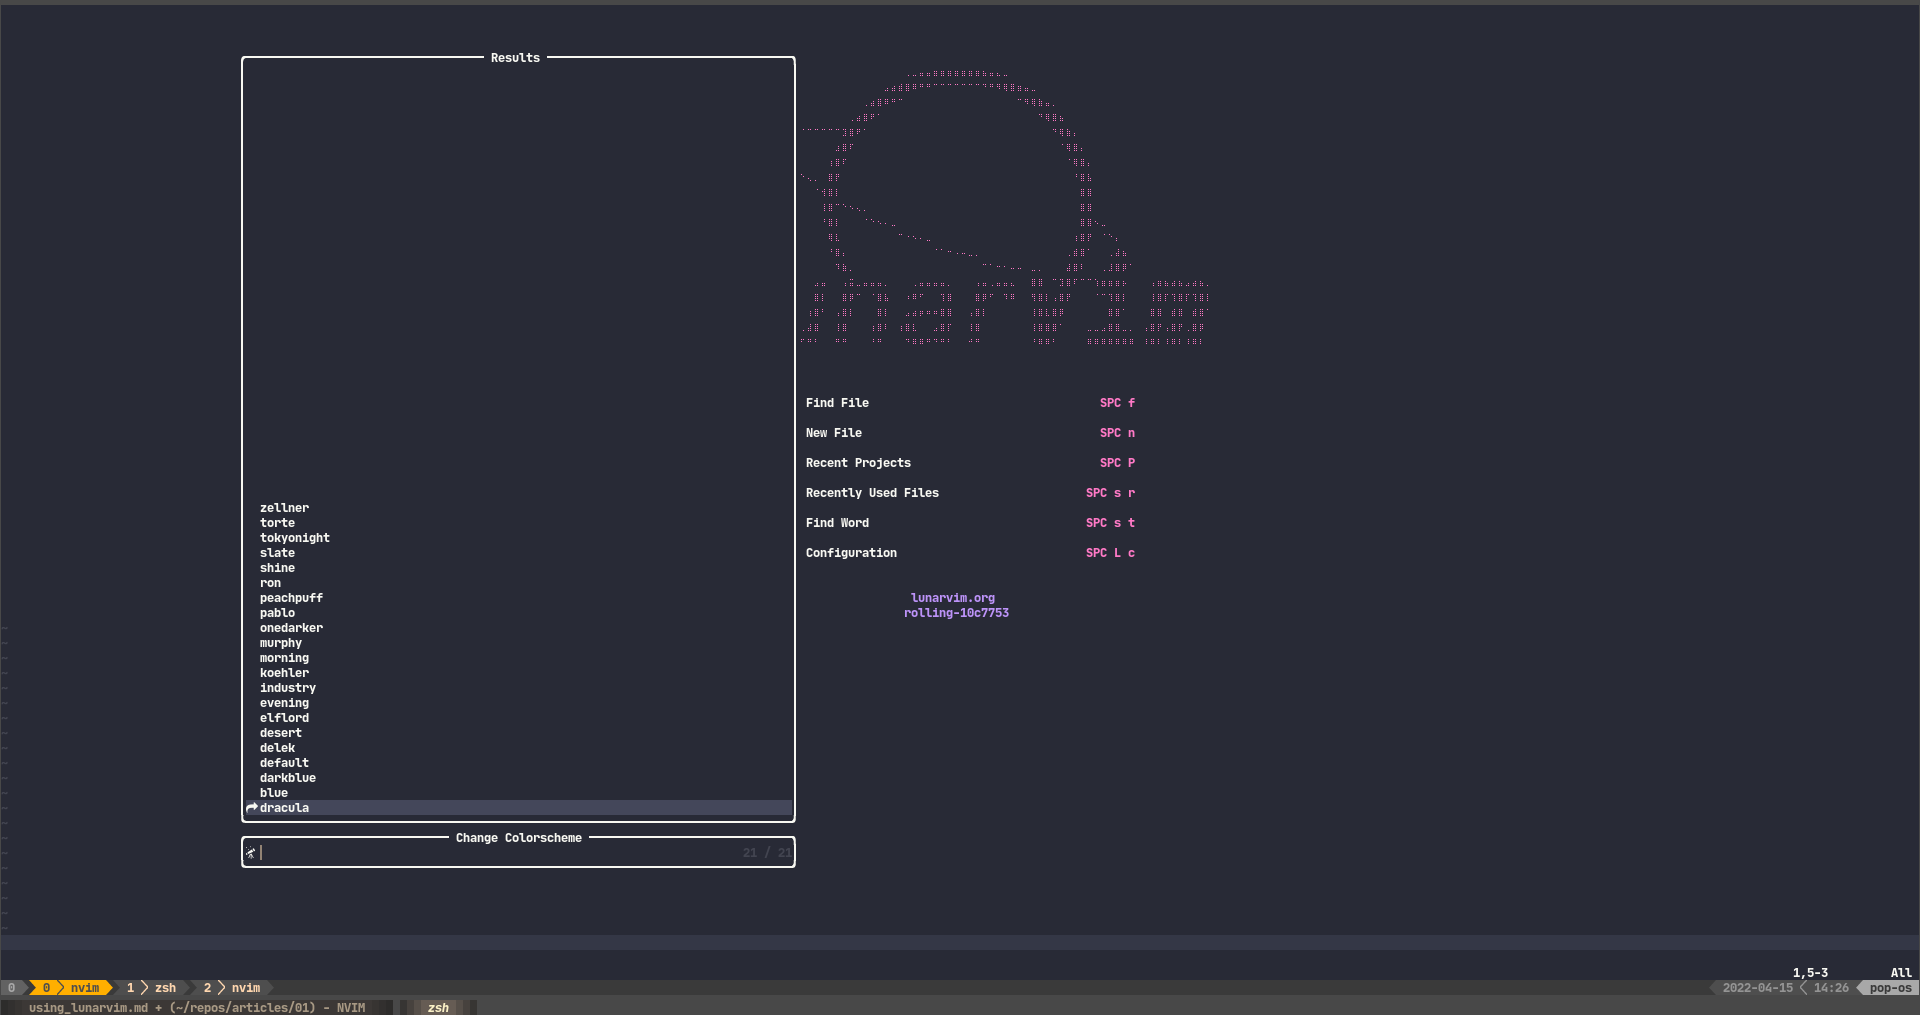 Results
zellner
torte
tokyonight
slate
shine
ron
peachpuff
pablo
onedarker
murphy
morning
koehler
industry
evening
elflord
desert
delek
default
darkblue
blue
dracula
Change Colorscheme
21 / 21
Find File SPC f
New File SPC n
Recent Projects SPC P
Recently Used Files SPC s r
Find Word SPC s t
Configuration SPC L c
lunarvim.org
rolling-10c7753
1,5-3 All
0 0 nvim 1 zsh 2 nvim 2022-04-15 14:26 pop-os
using_lunarvim.md + (~/repos/articles/01) - NVIM zsh